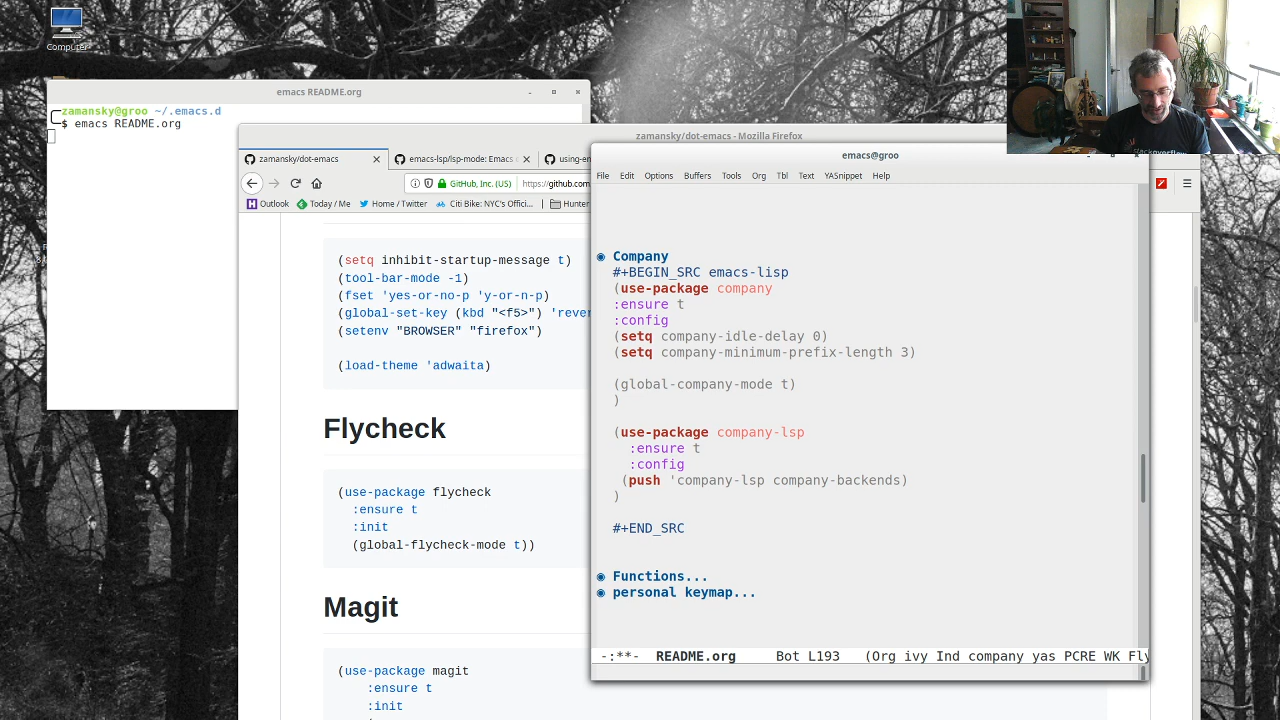 Computer
emacs README.org
zamansky@groo ~/.emacs.d
$ emacs README.org
zamansky/dot-emacs - Mozilla Firefox
zamansky/dot-emacs
emacs-lsp/lsp-mode: Emacs
using-en
GitHub, Inc. (US)
https://github.com
Outlook
Today / Me
Home / Twitter
Citi Bike: NYC's Offici...
Hunter
(setq inhibit-startup-message t)
(tool-bar-mode -1)
(fset 'yes-or-no-p 'y-or-n-p)
(global-set-key (kbd "<f5>") 'rever
(setenv "BROWSER" "firefox")
(load-theme 'adwaita)
Flycheck
(use-package flycheck
:ensure t
:init
(global-flycheck-mode t))
Magit
(use-package magit
:ensure t
:init
emacs@groo
File Edit Options Buffers Tools Org Tbl Text YASnippet Help
Company
#+BEGIN_SRC emacs-lisp
(use-package company
:ensure t
:config
(setq company-idle-delay 0)
(setq company-minimum-prefix-length 3)
(global-company-mode t)
)
(use-package company-lsp
:ensure t
:config
(push 'company-lsp company-backends)
)
#+END_SRC
Functions...
personal keymap...
-:**- README.org Bot L193 (Org ivy Ind company yas PCRE WK Fly
stackoverflow